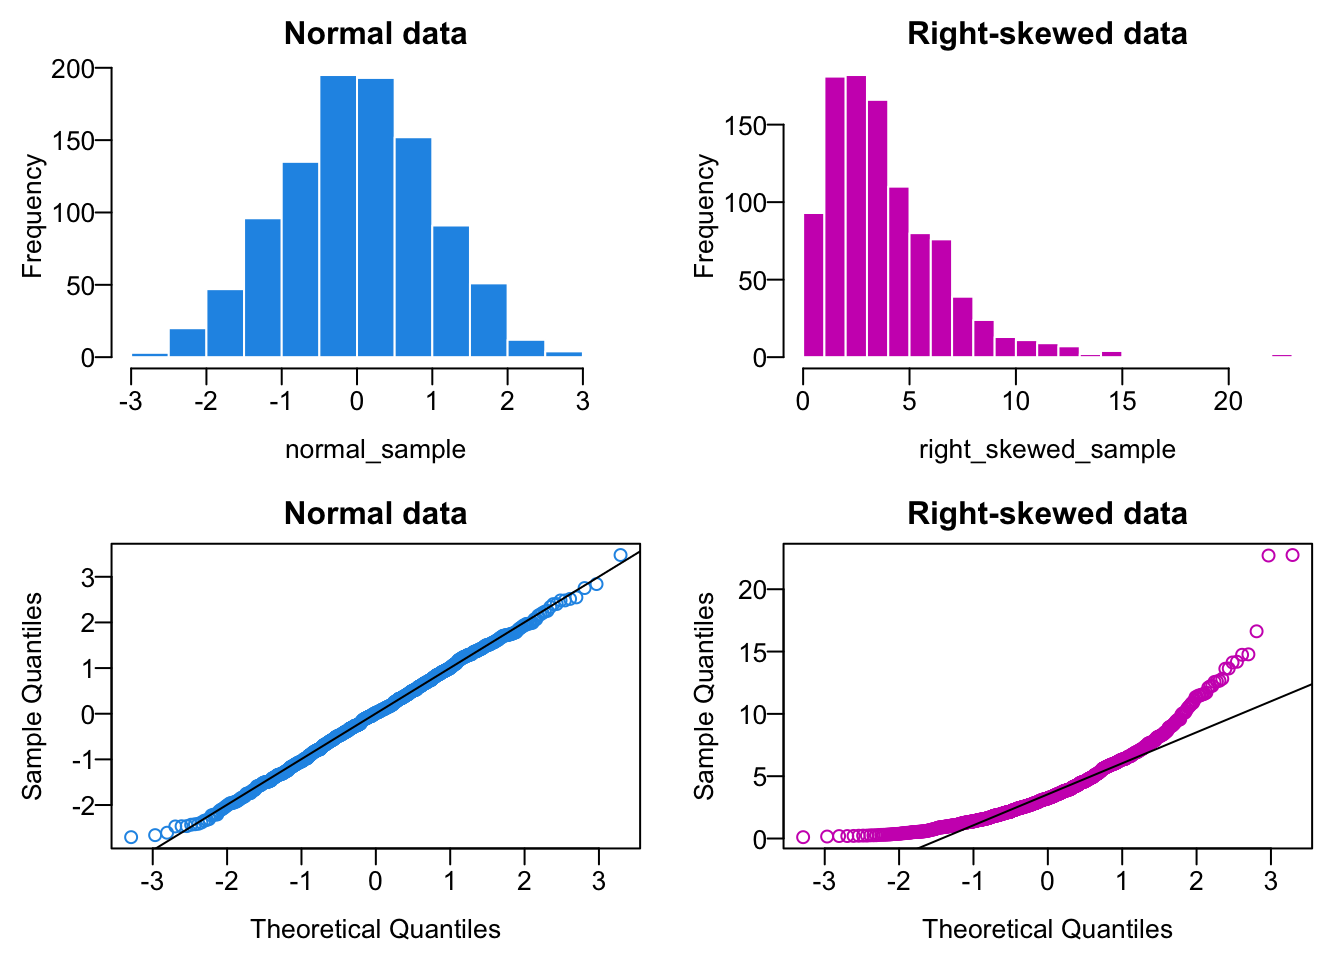 Normal data
200
150
100
50
0
Frequency
-3 -2 -1 0 1 2 3
normal_sample
Right-skewed data
150
100
50
0
Frequency
0 5 10 15 20
right_skewed_sample
Normal data
3
2
1
0
-1
-2
Sample Quantiles
-3 -2 -1 0 1 2 3
Theoretical Quantiles
Right-skewed data
20
15
10
5
0
Sample Quantiles
-3 -2 -1 0 1 2 3
Theoretical Quantiles